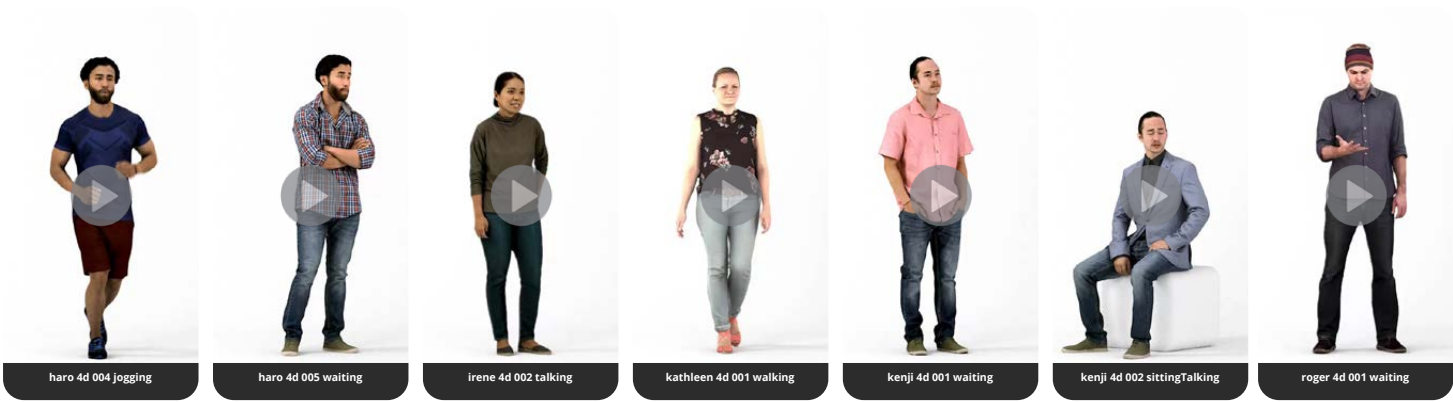 haro 4d 004 jogging
haro 4d 005 waiting
irene 4d 002 talking
kathleen 4d 001 walking
kenji 4d 001 waiting
kenji 4d 002 sittingTalking
roger 4d 001 waiting